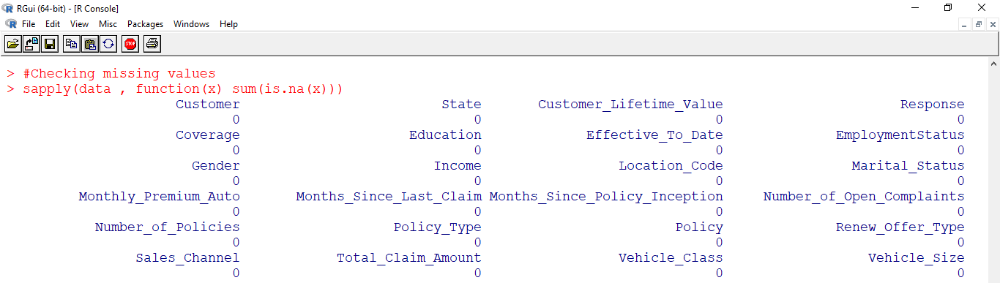 RGui (64-bit) - [R Console]
File Edit View Misc Packages Windows Help
STOP
> #Checking missing values
> sapply(data , function(x) sum(is.na(x)))
Customer State Customer_Lifetime_Value Response
0 0 0 0
Coverage Education Effective_To_Date EmploymentStatus
0 0 0 0
Gender Income Location_Code Marital_Status
0 0 0 0
Monthly_Premium_Auto Months_Since_Last_Claim Months_Since_Policy_Inception Number_of_Open_Complaints
0 0 0 0
Number_of_Policies Policy_Type Policy Renew_Offer_Type
0 0 0 0
Sales_Channel Total_Claim_Amount Vehicle_Class Vehicle_Size
0 0 0 0